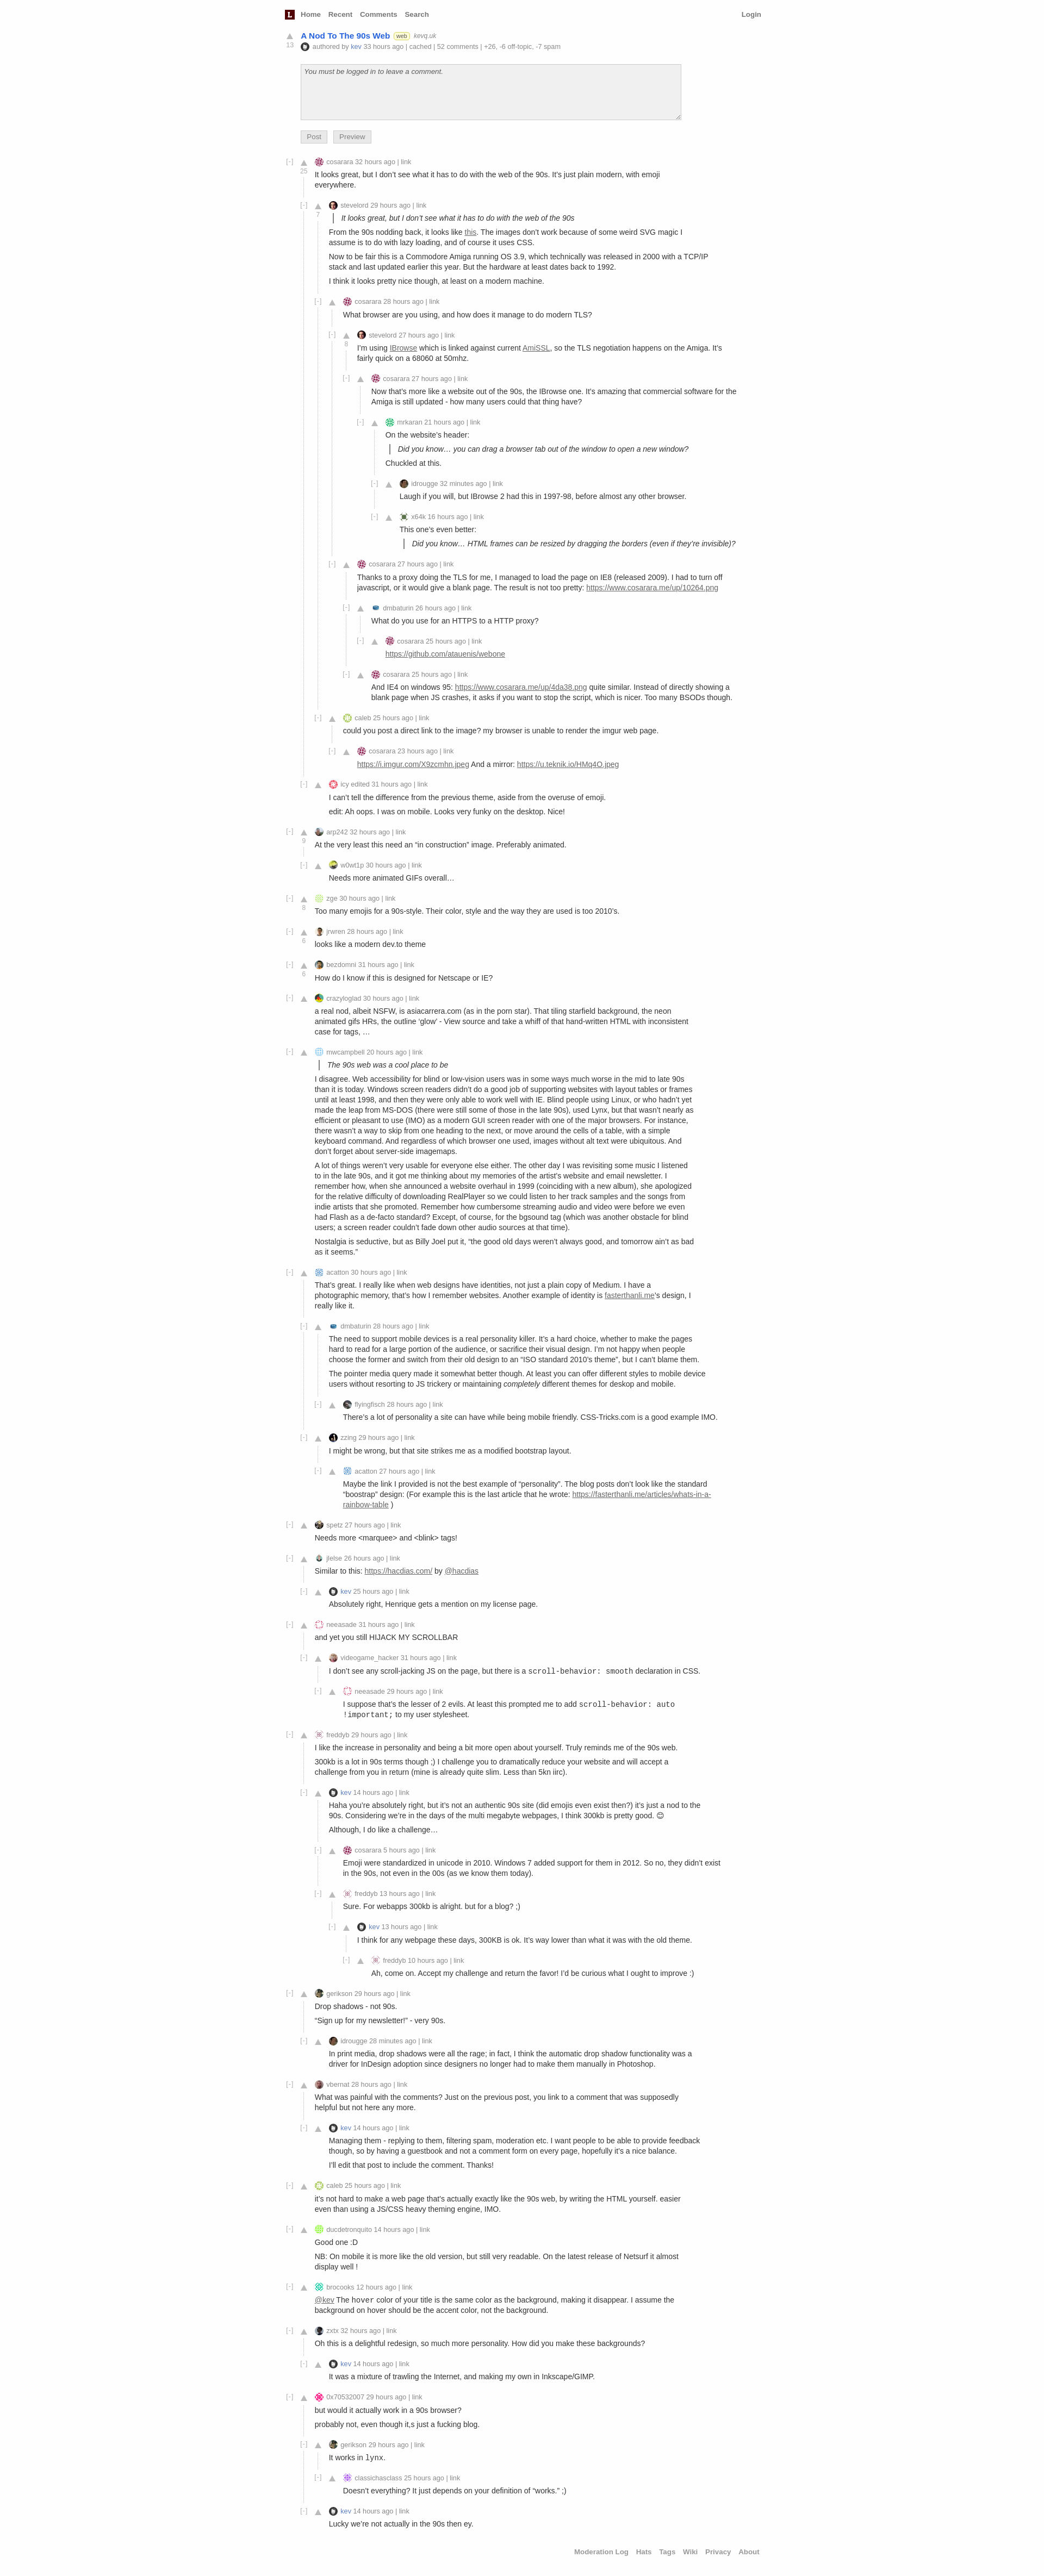 L Home Recent Comments Search Login
A Nod To The 90s Web web kevq.uk
13 authored by kev 33 hours ago | cached | 52 comments | +26, -6 off-topic, -7 spam
You must be logged in to leave a comment.
Post Preview
[-] cosarara 32 hours ago | link
25
It looks great, but I don’t see what it has to do with the web of the 90s. It’s just plain modern, with emoji
everywhere.
[-] stevelord 29 hours ago | link
7
It looks great, but I don’t see what it has to do with the web of the 90s
From the 90s nodding back, it looks like this. The images don’t work because of some weird SVG magic I
assume is to do with lazy loading, and of course it uses CSS.
Now to be fair this is a Commodore Amiga running OS 3.9, which technically was released in 2000 with a TCP/IP
stack and last updated earlier this year. But the hardware at least dates back to 1992.
I think it looks pretty nice though, at least on a modern machine.
[-] cosarara 28 hours ago | link
What browser are you using, and how does it manage to do modern TLS?
[-] stevelord 27 hours ago | link
8
I’m using IBrowse which is linked against current AmiSSL, so the TLS negotiation happens on the Amiga. It’s
fairly quick on a 68060 at 50mhz.
[-] cosarara 27 hours ago | link
Now that’s more like a website out of the 90s, the IBrowse one. It’s amazing that commercial software for the
Amiga is still updated - how many users could that thing have?
[-] mrkaran 21 hours ago | link
On the website’s header:
Did you know… you can drag a browser tab out of the window to open a new window?
Chuckled at this.
[-] idrougge 32 minutes ago | link
Laugh if you will, but IBrowse 2 had this in 1997-98, before almost any other browser.
[-] x64k 16 hours ago | link
This one’s even better:
Did you know… HTML frames can be resized by dragging the borders (even if they’re invisible)?
[-] cosarara 27 hours ago | link
Thanks to a proxy doing the TLS for me, I managed to load the page on IE8 (released 2009). I had to turn off
javascript, or it would give a blank page. The result is not too pretty: https://www.cosarara.me/up/10264.png
[-] dmbaturin 26 hours ago | link
What do you use for an HTTPS to a HTTP proxy?
[-] cosarara 25 hours ago | link
https://github.com/atauenis/webone
[-] cosarara 25 hours ago | link
And IE4 on windows 95: https://www.cosarara.me/up/4da38.png quite similar. Instead of directly showing a
blank page when JS crashes, it asks if you want to stop the script, which is nicer. Too many BSODs though.
[-] caleb 25 hours ago | link
could you post a direct link to the image? my browser is unable to render the imgur web page.
[-] cosarara 23 hours ago | link
https://i.imgur.com/X9zcmhn.jpeg And a mirror: https://u.teknik.io/HMq4O.jpeg
[-] icy edited 31 hours ago | link
I can’t tell the difference from the previous theme, aside from the overuse of emoji.
edit: Ah oops. I was on mobile. Looks very funky on the desktop. Nice!
[-] arp242 32 hours ago | link
9
At the very least this need an “in construction” image. Preferably animated.
[-] w0wt1p 30 hours ago | link
Needs more animated GIFs overall…
[-] zge 30 hours ago | link
8
Too many emojis for a 90s-style. Their color, style and the way they are used is too 2010’s.
[-] jrwren 28 hours ago | link
6
looks like a modern dev.to theme
[-] bezdomni 31 hours ago | link
6
How do I know if this is designed for Netscape or IE?
[-] crazyloglad 30 hours ago | link
a real nod, albeit NSFW, is asiacarrera.com (as in the porn star). That tiling starfield background, the neon
animated gifs HRs, the outline ‘glow’ - View source and take a whiff of that hand-written HTML with inconsistent
case for tags, …
[-] mwcampbell 20 hours ago | link
The 90s web was a cool place to be
I disagree. Web accessibility for blind or low-vision users was in some ways much worse in the mid to late 90s
than it is today. Windows screen readers didn’t do a good job of supporting websites with layout tables or frames
until at least 1998, and then they were only able to work well with IE. Blind people using Linux, or who hadn’t yet
made the leap from MS-DOS (there were still some of those in the late 90s), used Lynx, but that wasn’t nearly as
efficient or pleasant to use (IMO) as a modern GUI screen reader with one of the major browsers. For instance,
there wasn’t a way to skip from one heading to the next, or move around the cells of a table, with a simple
keyboard command. And regardless of which browser one used, images without alt text were ubiquitous. And
don’t forget about server-side imagemaps.
A lot of things weren’t very usable for everyone else either. The other day I was revisiting some music I listened
to in the late 90s, and it got me thinking about my memories of the artist’s website and email newsletter. I
remember how, when she announced a website overhaul in 1999 (coinciding with a new album), she apologized
for the relative difficulty of downloading RealPlayer so we could listen to her track samples and the songs from
indie artists that she promoted. Remember how cumbersome streaming audio and video were before we even
had Flash as a de-facto standard? Except, of course, for the bgsound tag (which was another obstacle for blind
users; a screen reader couldn’t fade down other audio sources at that time).
Nostalgia is seductive, but as Billy Joel put it, “the good old days weren’t always good, and tomorrow ain’t as bad
as it seems.”
[-] acatton 30 hours ago | link
That’s great. I really like when web designs have identities, not just a plain copy of Medium. I have a
photographic memory, that’s how I remember websites. Another example of identity is fasterthanli.me’s design, I
really like it.
[-] dmbaturin 28 hours ago | link
The need to support mobile devices is a real personality killer. It’s a hard choice, whether to make the pages
hard to read for a large portion of the audience, or sacrifice their visual design. I’m not happy when people
choose the former and switch from their old design to an “ISO standard 2010’s theme”, but I can’t blame them.
The pointer media query made it somewhat better though. At least you can offer different styles to mobile device
users without resorting to JS trickery or maintaining completely different themes for deskop and mobile.
[-] flyingfisch 28 hours ago | link
There’s a lot of personality a site can have while being mobile friendly. CSS-Tricks.com is a good example IMO.
[-] zzing 29 hours ago | link
I might be wrong, but that site strikes me as a modified bootstrap layout.
[-] acatton 27 hours ago | link
Maybe the link I provided is not the best example of “personality”. The blog posts don’t look like the standard
“boostrap” design: (For example this is the last article that he wrote: https://fasterthanli.me/articles/whats-in-a-
rainbow-table )
[-] spetz 27 hours ago | link
Needs more <marquee> and <blink> tags!
[-] jlelse 26 hours ago | link
Similar to this: https://hacdias.com/ by @hacdias
[-] kev 25 hours ago | link
Absolutely right, Henrique gets a mention on my license page.
[-] neeasade 31 hours ago | link
and yet you still HIJACK MY SCROLLBAR
[-] videogame_hacker 31 hours ago | link
I don’t see any scroll-jacking JS on the page, but there is a scroll-behavior: smooth declaration in CSS.
[-] neeasade 29 hours ago | link
I suppose that’s the lesser of 2 evils. At least this prompted me to add scroll-behavior: auto
!important; to my user stylesheet.
[-] freddyb 29 hours ago | link
I like the increase in personality and being a bit more open about yourself. Truly reminds me of the 90s web.
300kb is a lot in 90s terms though ;) I challenge you to dramatically reduce your website and will accept a
challenge from you in return (mine is already quite slim. Less than 5kn iirc).
[-] kev 14 hours ago | link
Haha you’re absolutely right, but it’s not an authentic 90s site (did emojis even exist then?) it’s just a nod to the
90s. Considering we’re in the days of the multi megabyte webpages, I think 300kb is pretty good. 😊
Although, I do like a challenge…
[-] cosarara 5 hours ago | link
Emoji were standardized in unicode in 2010. Windows 7 added support for them in 2012. So no, they didn’t exist
in the 90s, not even in the 00s (as we know them today).
[-] freddyb 13 hours ago | link
Sure. For webapps 300kb is alright. but for a blog? ;)
[-] kev 13 hours ago | link
I think for any webpage these days, 300KB is ok. It’s way lower than what it was with the old theme.
[-] freddyb 10 hours ago | link
Ah, come on. Accept my challenge and return the favor! I’d be curious what I ought to improve :)
[-] gerikson 29 hours ago | link
Drop shadows - not 90s.
“Sign up for my newsletter!” - very 90s.
[-] idrougge 28 minutes ago | link
In print media, drop shadows were all the rage; in fact, I think the automatic drop shadow functionality was a
driver for InDesign adoption since designers no longer had to make them manually in Photoshop.
[-] vbernat 28 hours ago | link
What was painful with the comments? Just on the previous post, you link to a comment that was supposedly
helpful but not here any more.
[-] kev 14 hours ago | link
Managing them - replying to them, filtering spam, moderation etc. I want people to be able to provide feedback
though, so by having a guestbook and not a comment form on every page, hopefully it’s a nice balance.
I’ll edit that post to include the comment. Thanks!
[-] caleb 25 hours ago | link
it’s not hard to make a web page that’s actually exactly like the 90s web, by writing the HTML yourself. easier
even than using a JS/CSS heavy theming engine, IMO.
[-] ducdetronquito 14 hours ago | link
Good one :D
NB: On mobile it is more like the old version, but still very readable. On the latest release of Netsurf it almost
display well !
[-] brocooks 12 hours ago | link
@kev The hover color of your title is the same color as the background, making it disappear. I assume the
background on hover should be the accent color, not the background.
[-] zxtx 32 hours ago | link
Oh this is a delightful redesign, so much more personality. How did you make these backgrounds?
[-] kev 14 hours ago | link
It was a mixture of trawling the Internet, and making my own in Inkscape/GIMP.
[-] 0x70532007 29 hours ago | link
but would it actually work in a 90s browser?
probably not, even though it,s just a fucking blog.
[-] gerikson 29 hours ago | link
It works in lynx.
[-] classichasclass 25 hours ago | link
Doesn’t everything? It just depends on your definition of “works.” ;)
[-] kev 14 hours ago | link
Lucky we’re not actually in the 90s then ey.
Moderation Log Hats Tags Wiki Privacy About